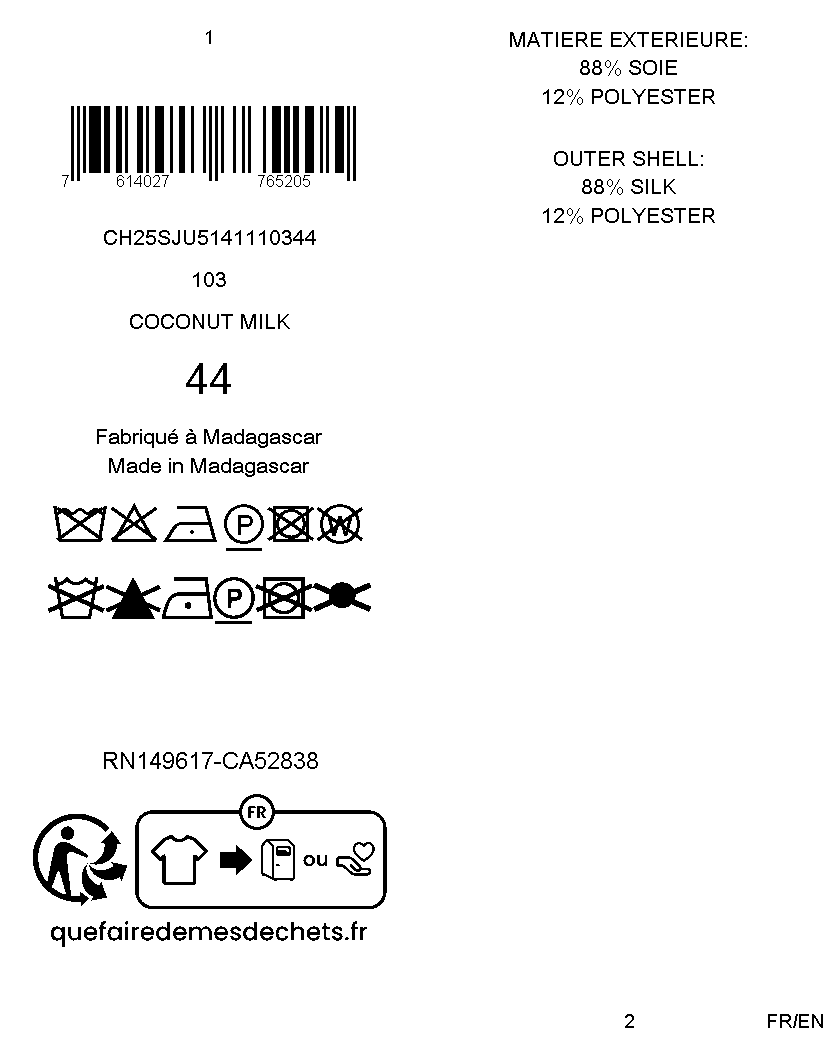 1
7 614027 765205
CH25SJU5141110344
103
COCONUT MILK
44
Fabriqué à Madagascar
Made in Madagascar
P W
P
RN149617-CA52838
FR
ou
quefairedemesdechets.fr
MATIERE EXTERIEURE:
88% SOIE
12% POLYESTER
OUTER SHELL:
88% SILK
12% POLYESTER
2
FR/EN